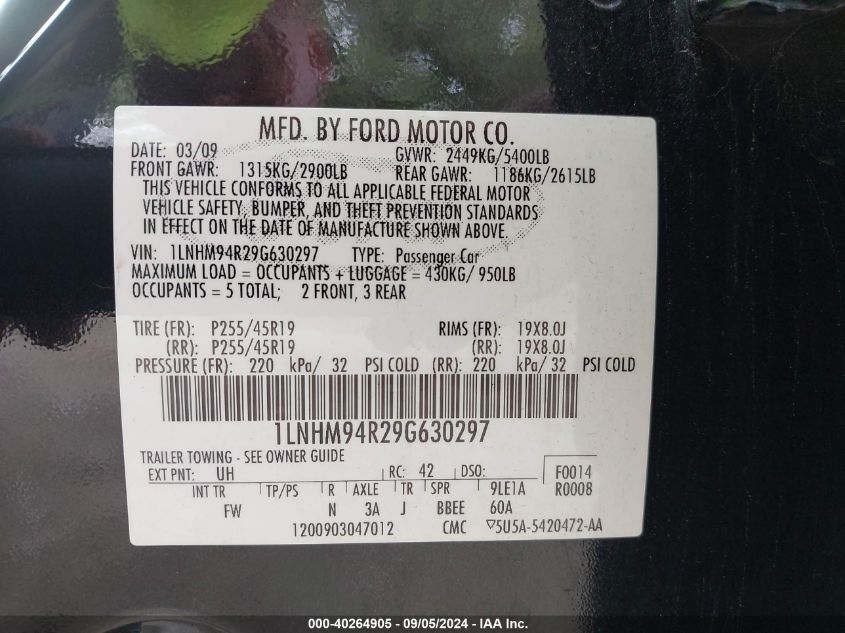 MFD. BY FORD MOTOR CO.
DATE: 03/09 GVWR: 2449KG/5400LB
FRONT GAWR: 1315KG/2900LB REAR GAWR: 1186KG/2615LB
THIS VEHICLE CONFORMS TO ALL APPLICABLE FEDERAL MOTOR
VEHICLE SAFETY, BUMPER, AND THEFT PREVENTION STANDARDS
IN EFFECT ON THE DATE OF MANUFACTURE SHOWN ABOVE.
VIN: 1LNHM94R29G630297 TYPE: Passenger Car
MAXIMUM LOAD = OCCUPANTS + LUGGAGE = 430KG/ 950LB
OCCUPANTS = 5 TOTAL; 2 FRONT, 3 REAR
TIRE (FR): P255/45R19 RIMS (FR): 19X8.0J
(RR): P255/45R19 (RR): 19X8.0J
PRESSURE (FR): 220 kPa/ 32 PSI COLD (RR): 220 kPa/ 32 PSI COLD
1LNHM94R29G630297
TRAILER TOWING - SEE OWNER GUIDE
EXT PNT: UH RC: 42 DSO: F0014
INT TR TP/PS R AXLE TR SPR 9LE1A R0008
FW N 3A J BBEE 60A
1200903047012 CMC ▽5U5A-5420472-AA
000-40264905 - 09/05/2024 - IAA Inc.